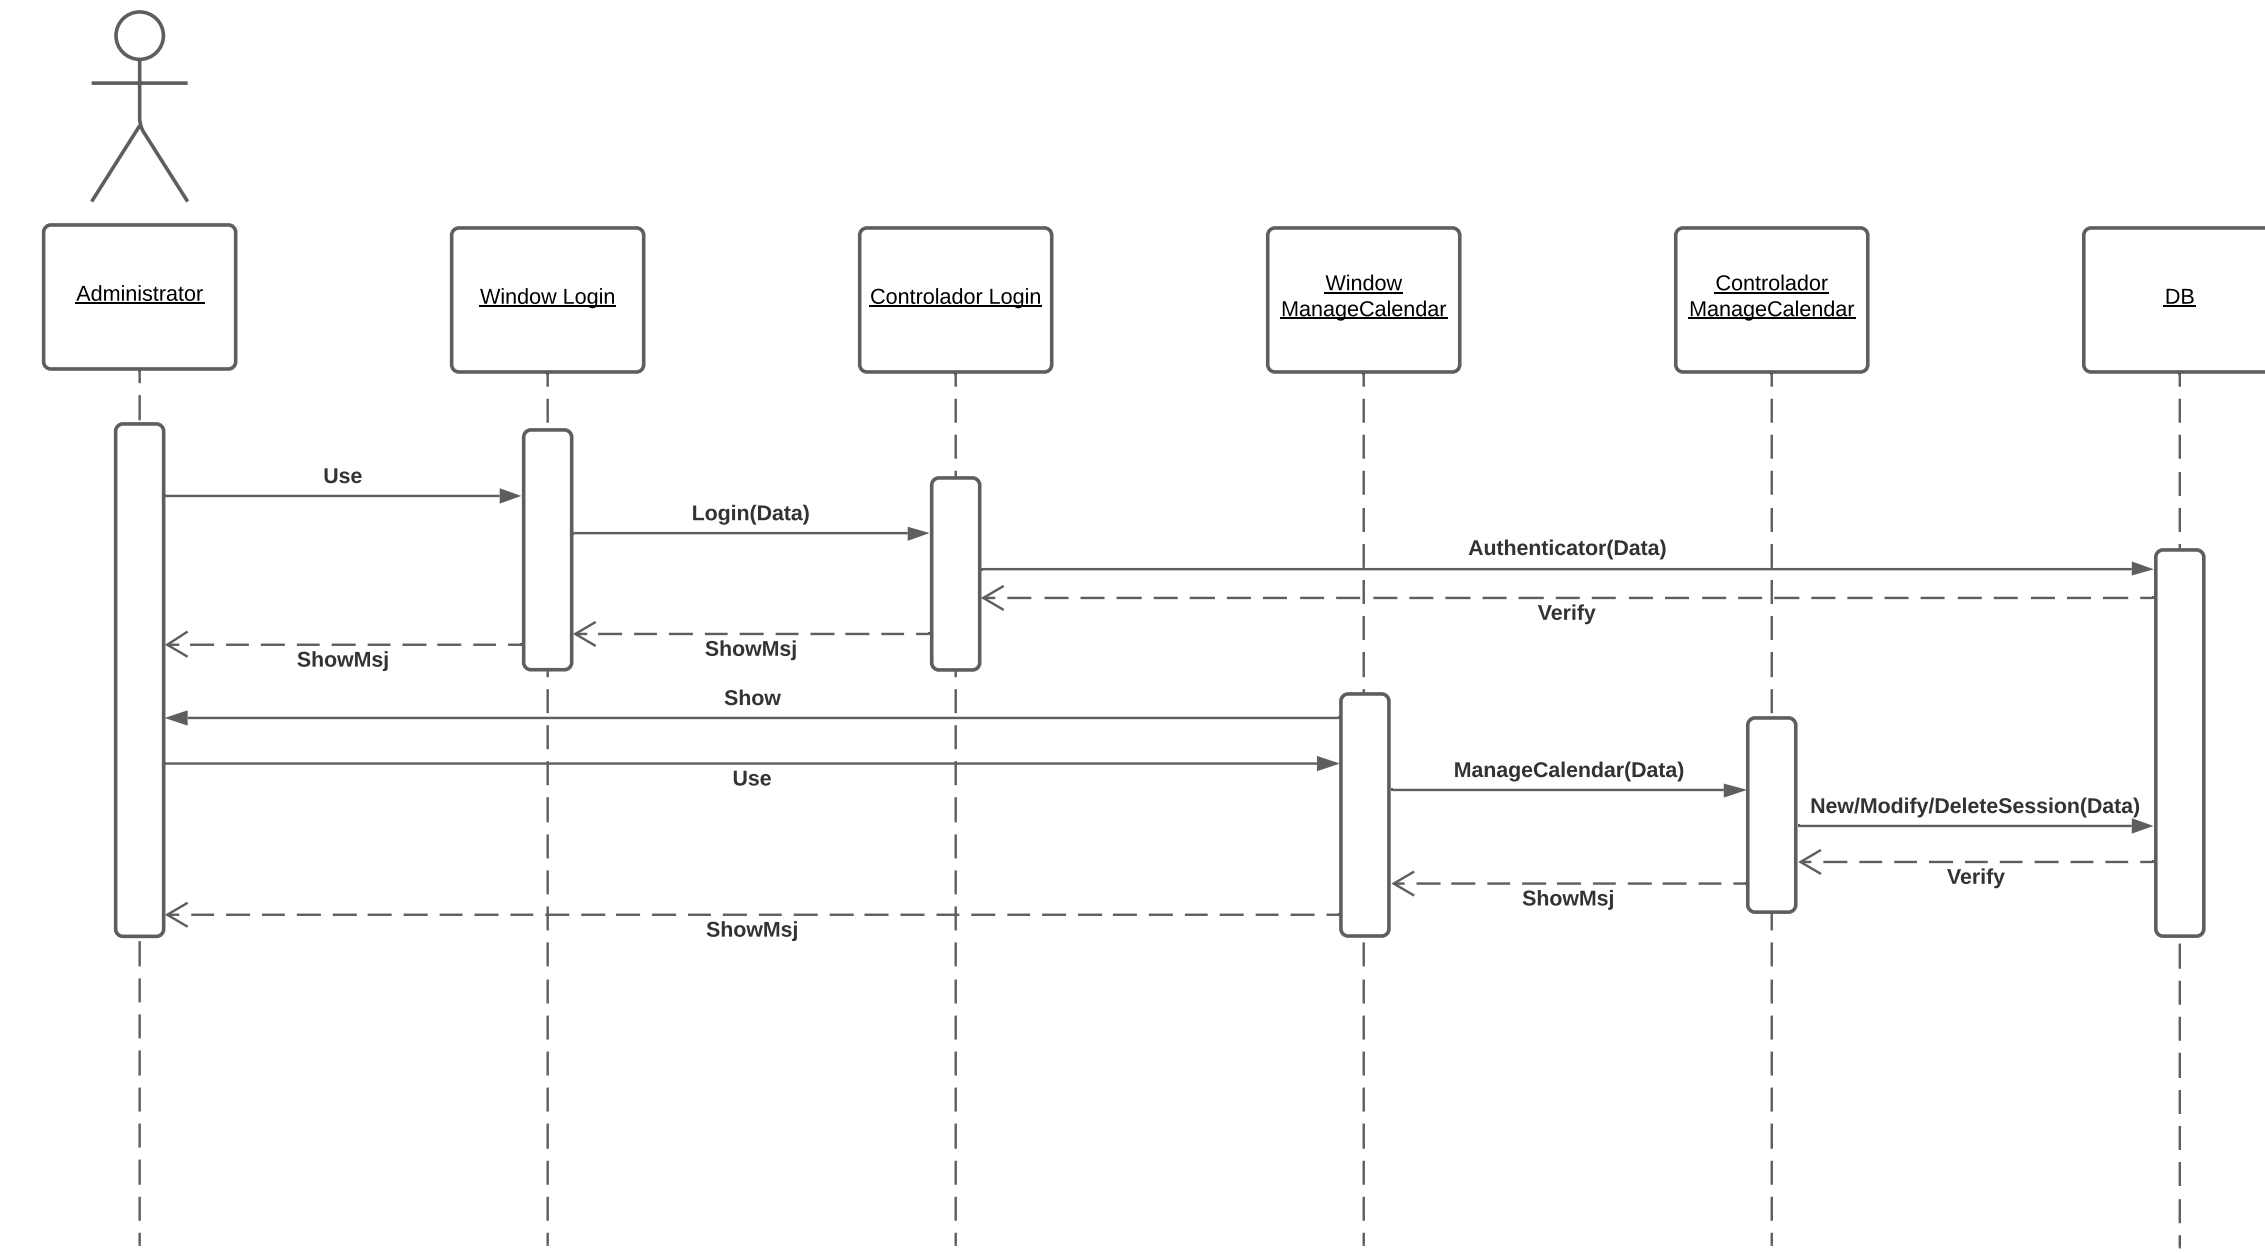 Administrator
Window Login
Controlador Login
Window
ManageCalendar
Controlador
ManageCalendar
DB
Use
Login(Data)
Authenticator(Data)
Verify
ShowMsj
ShowMsj
Show
Use
ManageCalendar(Data)
New/Modify/DeleteSession(Data)
Verify
ShowMsj
ShowMsj